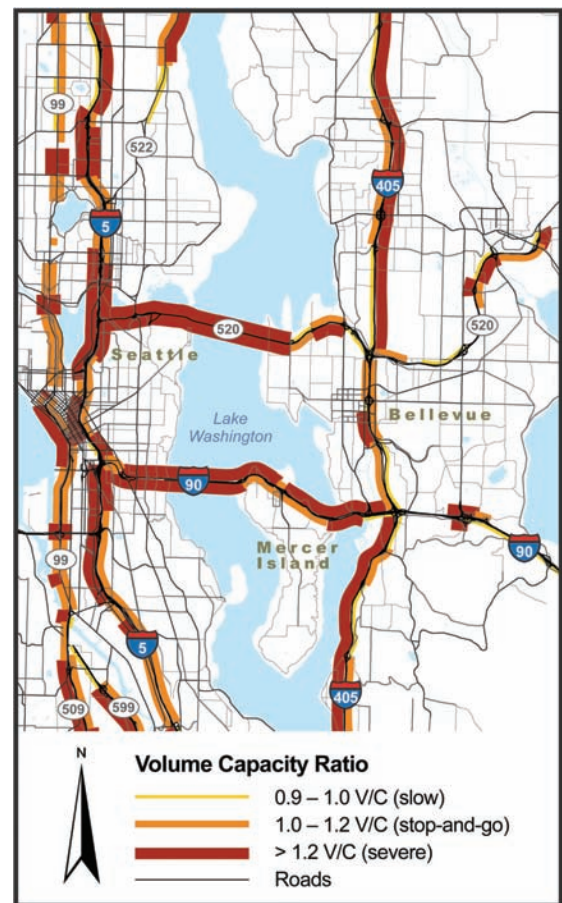 99
522
5
405
520
520
Seattle
Bellevue
Lake
Washington
90
Mercer
Island
90
99
5
405
509
599
N
Volume Capacity Ratio
0.9 – 1.0 V/C (slow)
1.0 – 1.2 V/C (stop-and-go)
> 1.2 V/C (severe)
Roads